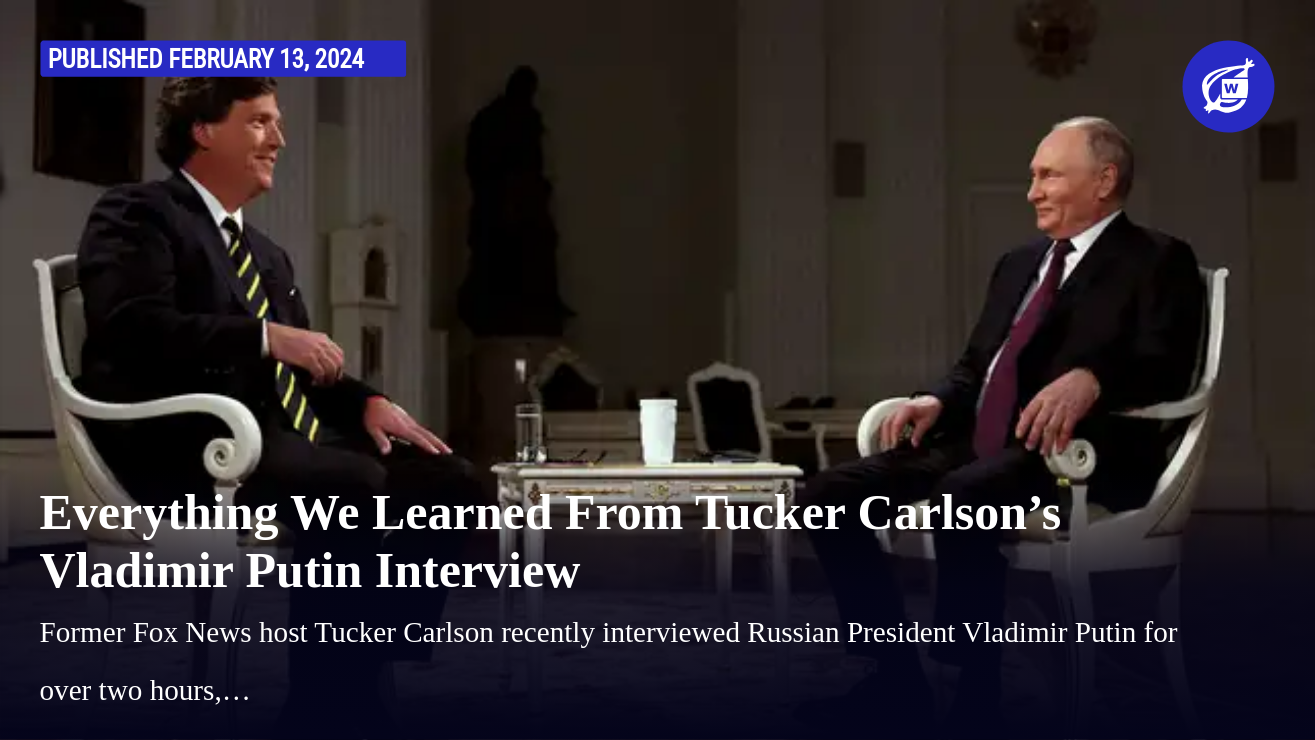 PUBLISHED FEBRUARY 13, 2024
W
Everything We Learned From Tucker Carlson’s
Vladimir Putin Interview
Former Fox News host Tucker Carlson recently interviewed Russian President Vladimir Putin for
over two hours,…